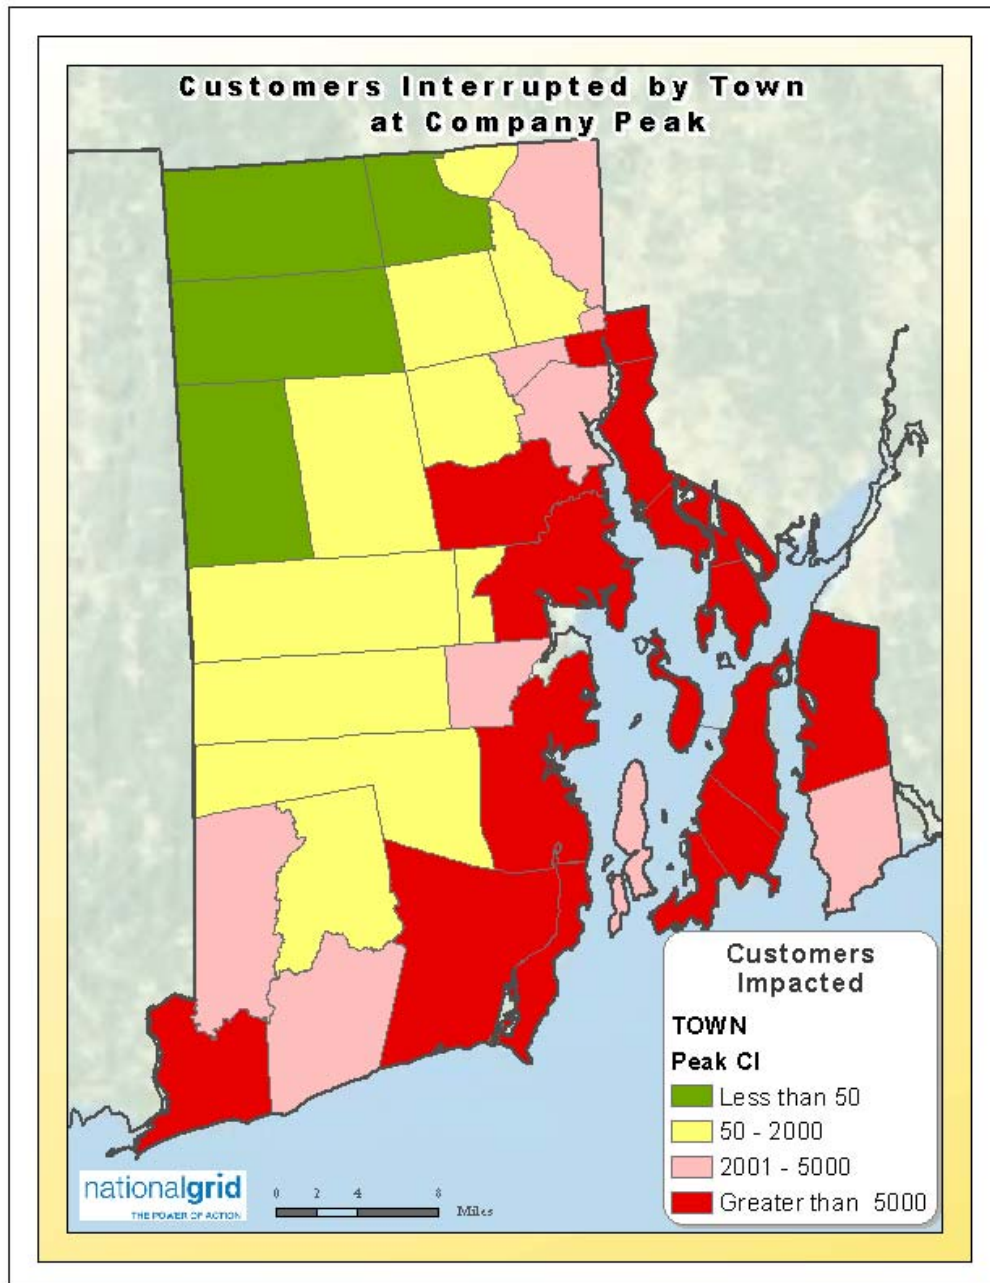 Customers Interrupted by Town
at Company Peak
Customers
Impacted
TOWN
Peak CI
Less than 50
50 - 2000
2001 - 5000
Greater than 5000
nationalgrid
THE POWER OF ACTION
0 2 4 8
Miles